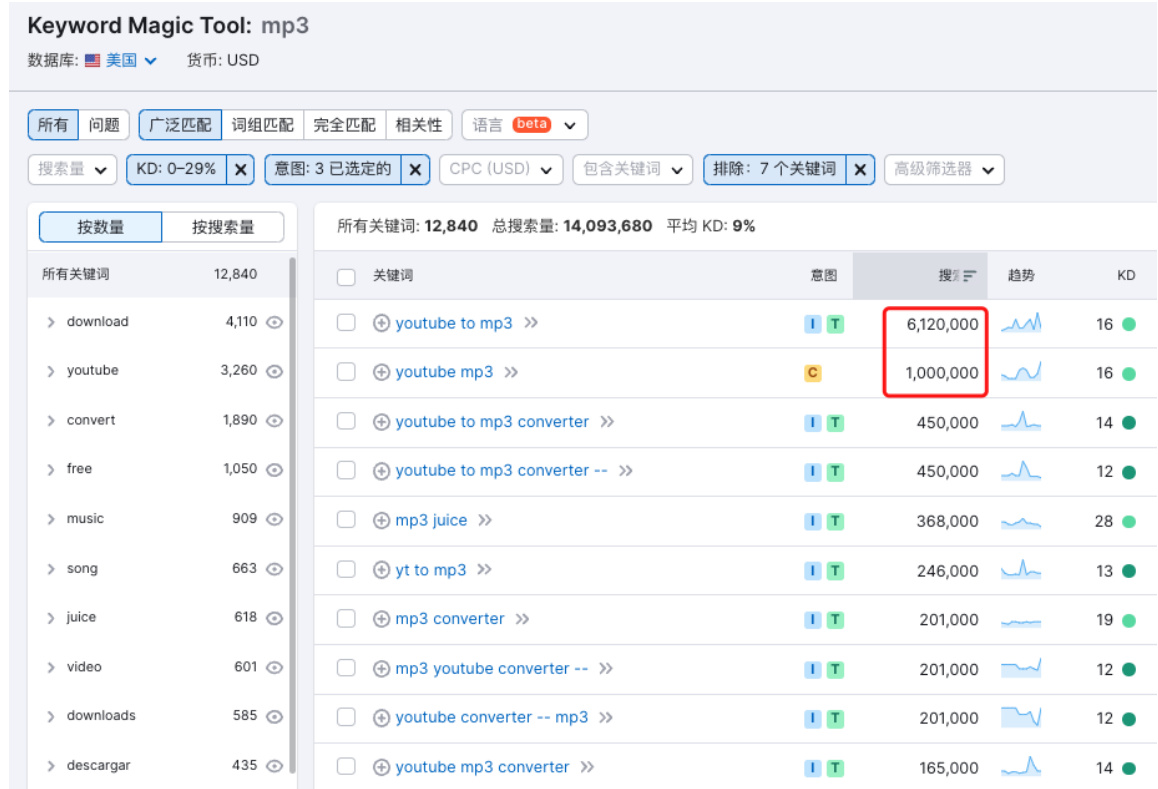 Keyword Magic Tool: mp3
数据库: 美国 货币: USD
所有 问题 广泛匹配 词组匹配 完全匹配 相关性 语言 beta
搜索量 KD: 0–29% 意图: 3 已选定的 CPC (USD) 包含关键词 排除: 7 个关键词 高级筛选器
按数量 按搜索量
所有关键词: 12,840 总搜索量: 14,093,680 平均 KD: 9%
所有关键词 12,840
关键词 意图 搜 趋势 KD
download 4,110
youtube to mp3 I T 6,120,000 16
youtube 3,260
youtube mp3 C 1,000,000 16
convert 1,890
youtube to mp3 converter I T 450,000 14
free 1,050
youtube to mp3 converter -- I T 450,000 12
music 909
mp3 juice I T 368,000 28
song 663
yt to mp3 I T 246,000 13
juice 618
mp3 converter I T 201,000 19
video 601
mp3 youtube converter -- I T 201,000 12
downloads 585
youtube converter -- mp3 I T 201,000 12
descargar 435
youtube mp3 converter I T 165,000 14